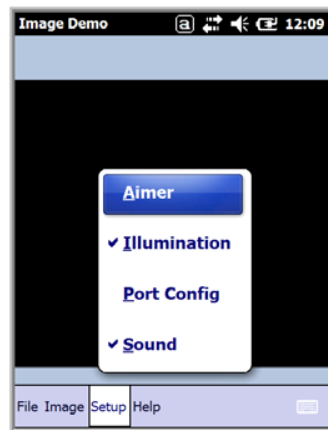 Image Demo a 12:09
Aimer
✔ Illumination
Port Config
✔ Sound
File Image Setup Help